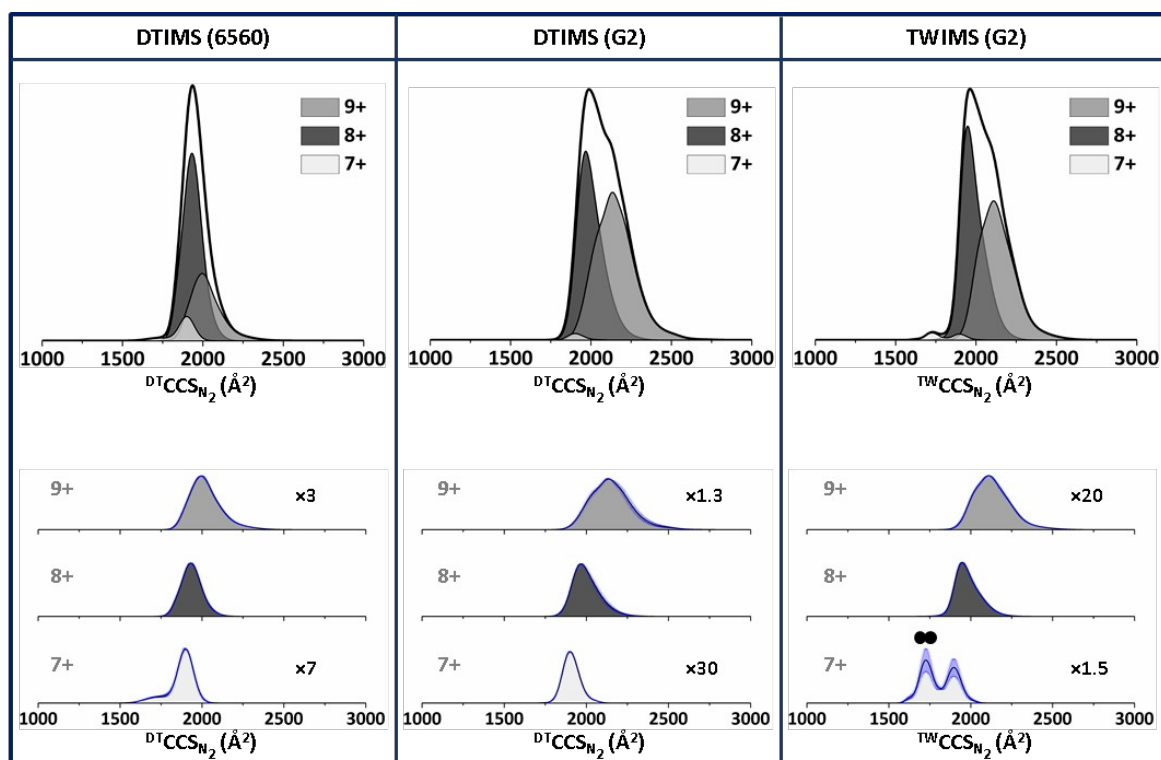 DTIMS (6560)
DTIMS (G2)
TWIMS (G2)
9+
8+
7+
9+
8+
7+
9+
8+
7+
1000 1500 2000 2500 3000
1000 1500 2000 2500 3000
1000 1500 2000 2500 3000
DTCCSN2 (Å²)
DTCCSN2 (Å²)
TWCCSN2 (Å²)
9+ ×3
8+
7+ ×7
9+ ×1.3
8+
7+ ×30
9+ ×20
8+
7+ ×1.5
1000 1500 2000 2500 3000
1000 1500 2000 2500 3000
1000 1500 2000 2500 3000
DTCCSN2 (Å²)
DTCCSN2 (Å²)
TWCCSN2 (Å²)